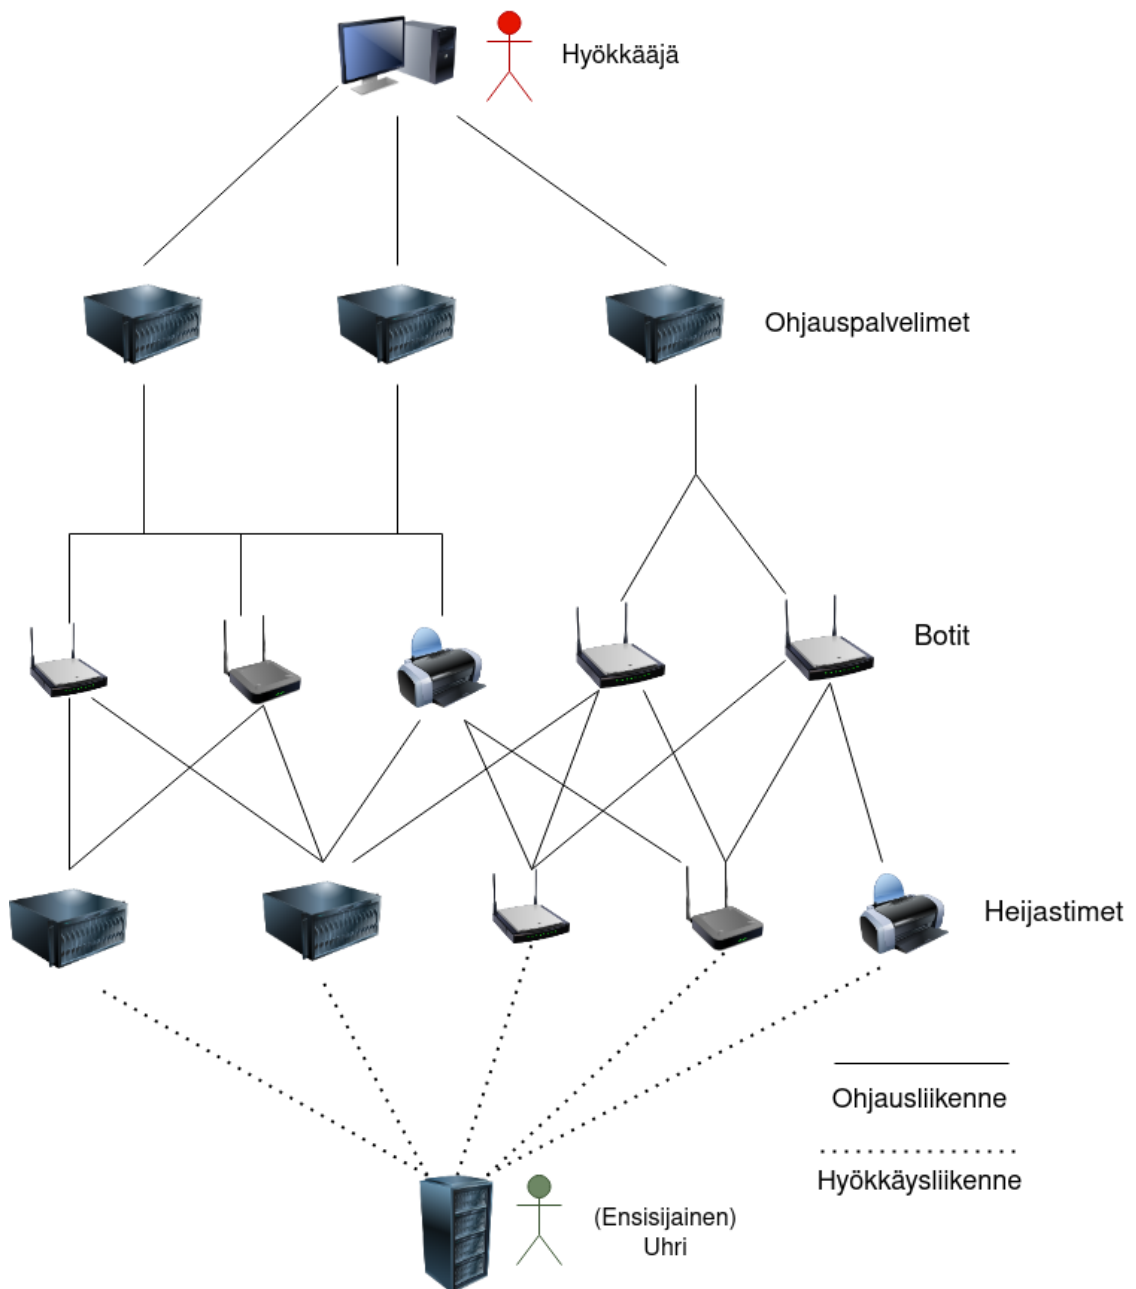 Hyökkääjä
Ohjauspalvelimet
Botit
Heijastimet
Ohjausliikenne
Hyökkäysliikenne
(Ensisijainen)
Uhri